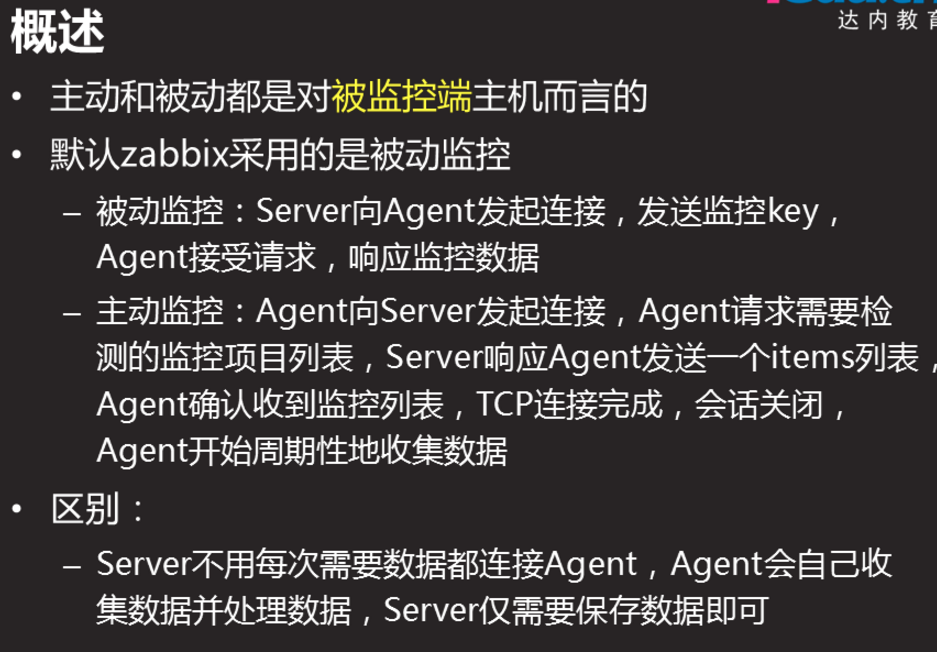 概述
达内教育
• 主动和被动都是对被监控端主机而言的
• 默认zabbix采用的是被动监控
– 被动监控：Server向Agent发起连接，发送监控key，
Agent接受请求，响应监控数据
– 主动监控：Agent向Server发起连接，Agent请求需要检
测的监控项目列表，Server响应Agent发送一个items列表，
Agent确认收到监控列表，TCP连接完成，会话关闭，
Agent开始周期性地收集数据
• 区别：
– Server不用每次需要数据都连接Agent，Agent会自己收
集数据并处理数据，Server仅需要保存数据即可